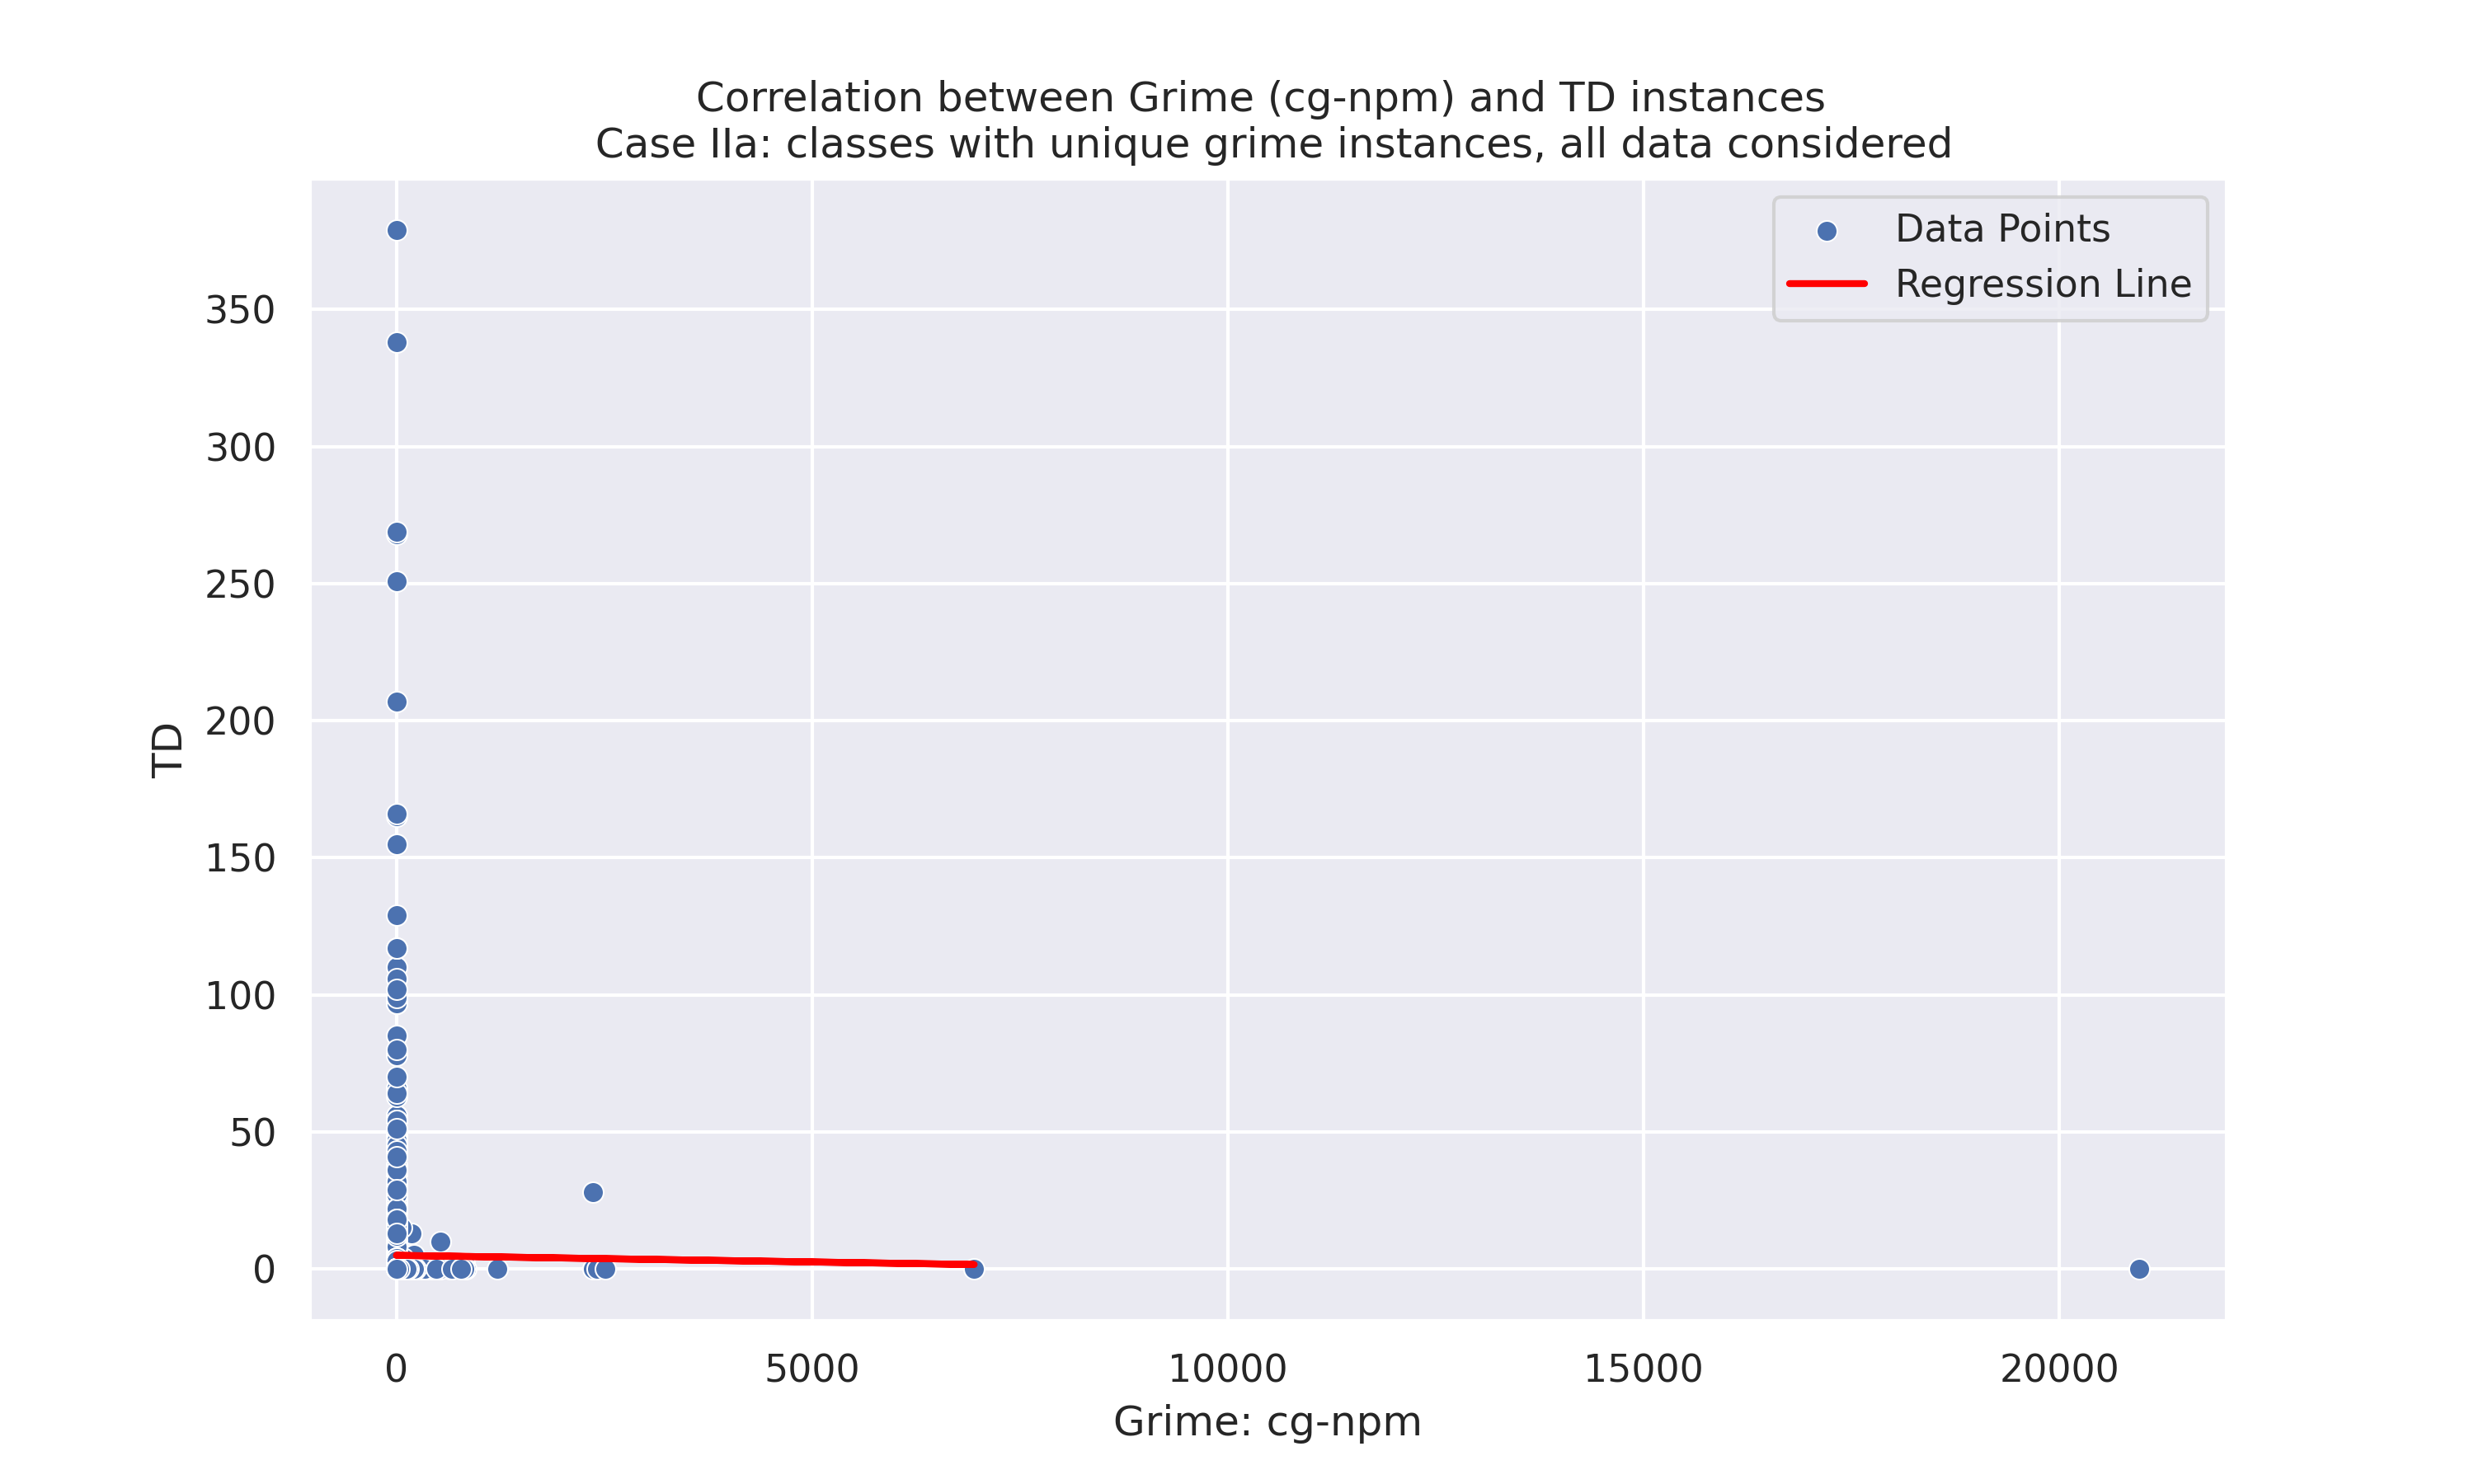 Correlation between Grime (cg-npm) and TD instances
Case IIa: classes with unique grime instances, all data considered
Data Points
Regression Line
350
300
250
200
150
100
50
0
TD
0 5000 10000 15000 20000
Grime: cg-npm